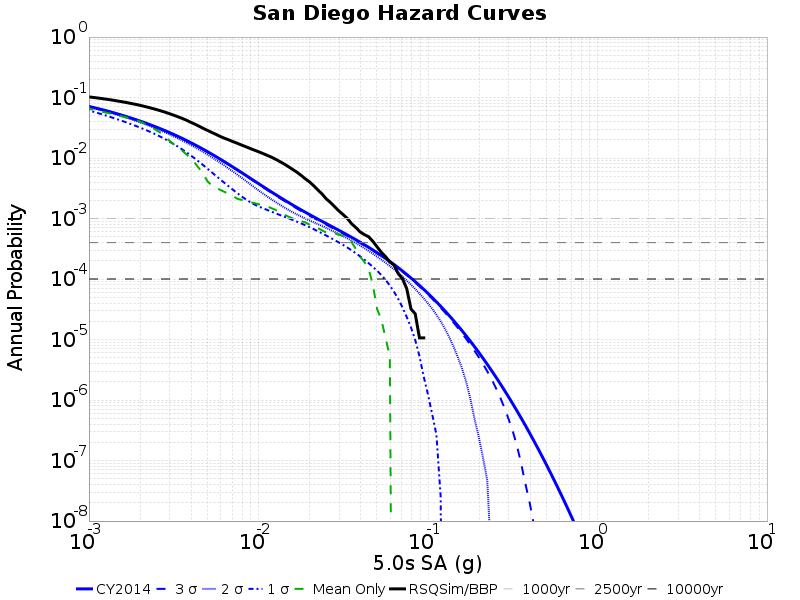 San Diego Hazard Curves
Annual Probability
10^0
10^-1
10^-2
10^-3
10^-4
10^-5
10^-6
10^-7
10^-8
10^-3 10^-2 10^-1 10^0 10^1
5.0s SA (g)
CY2014 3 σ 2 σ 1 σ Mean Only RSQSim/BBP 1000yr 2500yr 10000yr